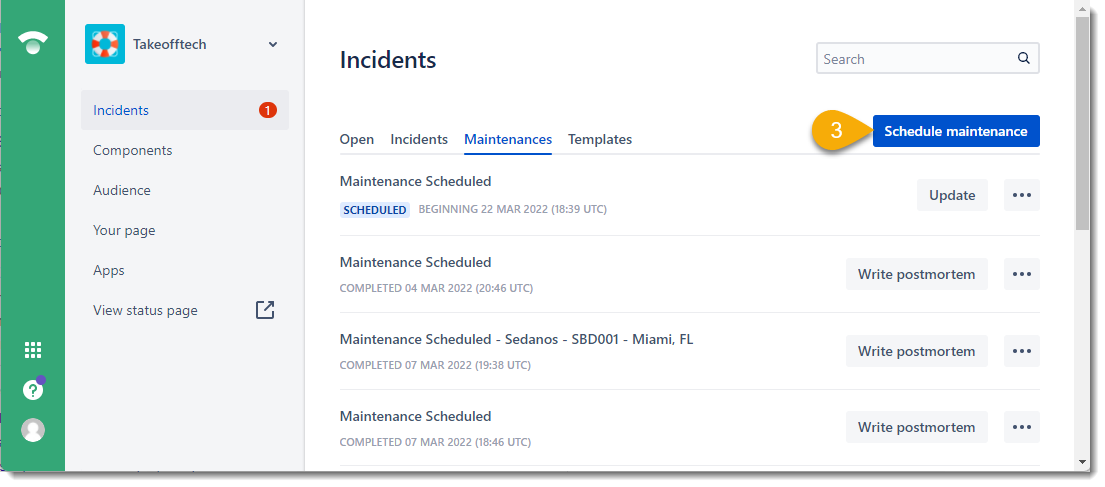 Takeofftech
Incidents 1
Components
Audience
Your page
Apps
View status page
?
Incidents
Search
Open Incidents Maintenances Templates
3 Schedule maintenance
Maintenance Scheduled
SCHEDULED BEGINNING 22 MAR 2022 (18:39 UTC)
Update
Maintenance Scheduled
COMPLETED 04 MAR 2022 (20:46 UTC)
Write postmortem
Maintenance Scheduled - Sedanos - SBD001 - Miami, FL
COMPLETED 07 MAR 2022 (19:38 UTC)
Write postmortem
Maintenance Scheduled
COMPLETED 07 MAR 2022 (18:46 UTC)
Write postmortem